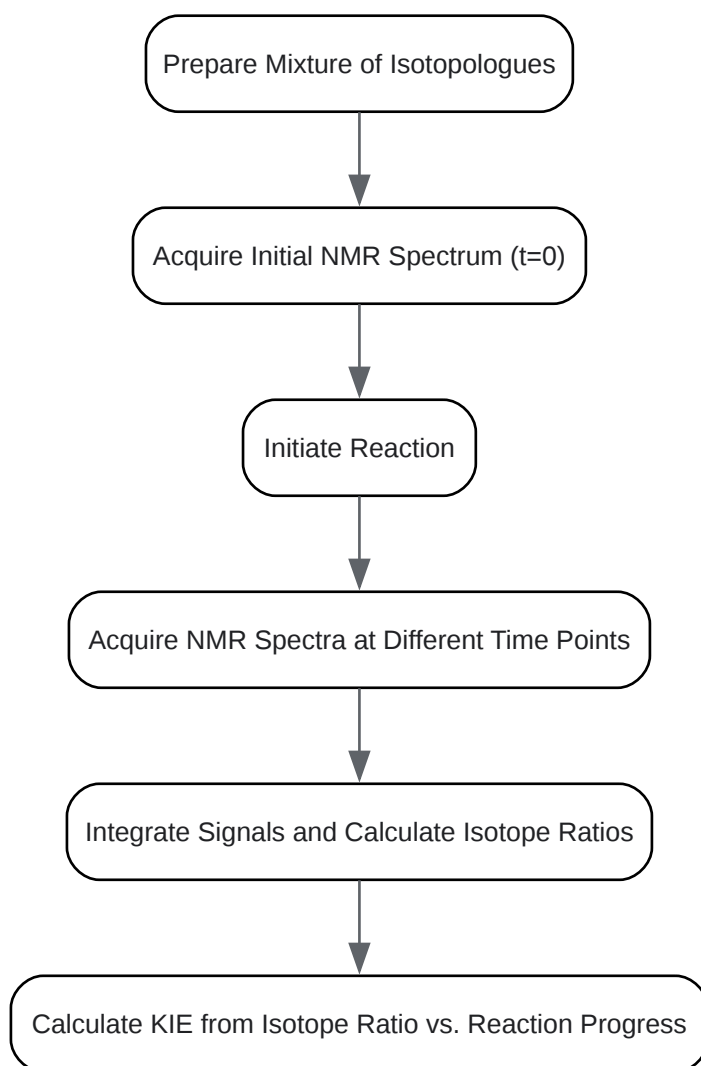 Prepare Mixture of Isotopologues
Acquire Initial NMR Spectrum (t=0)
Initiate Reaction
Acquire NMR Spectra at Different Time Points
Integrate Signals and Calculate Isotope Ratios
Calculate KIE from Isotope Ratio vs. Reaction Progress